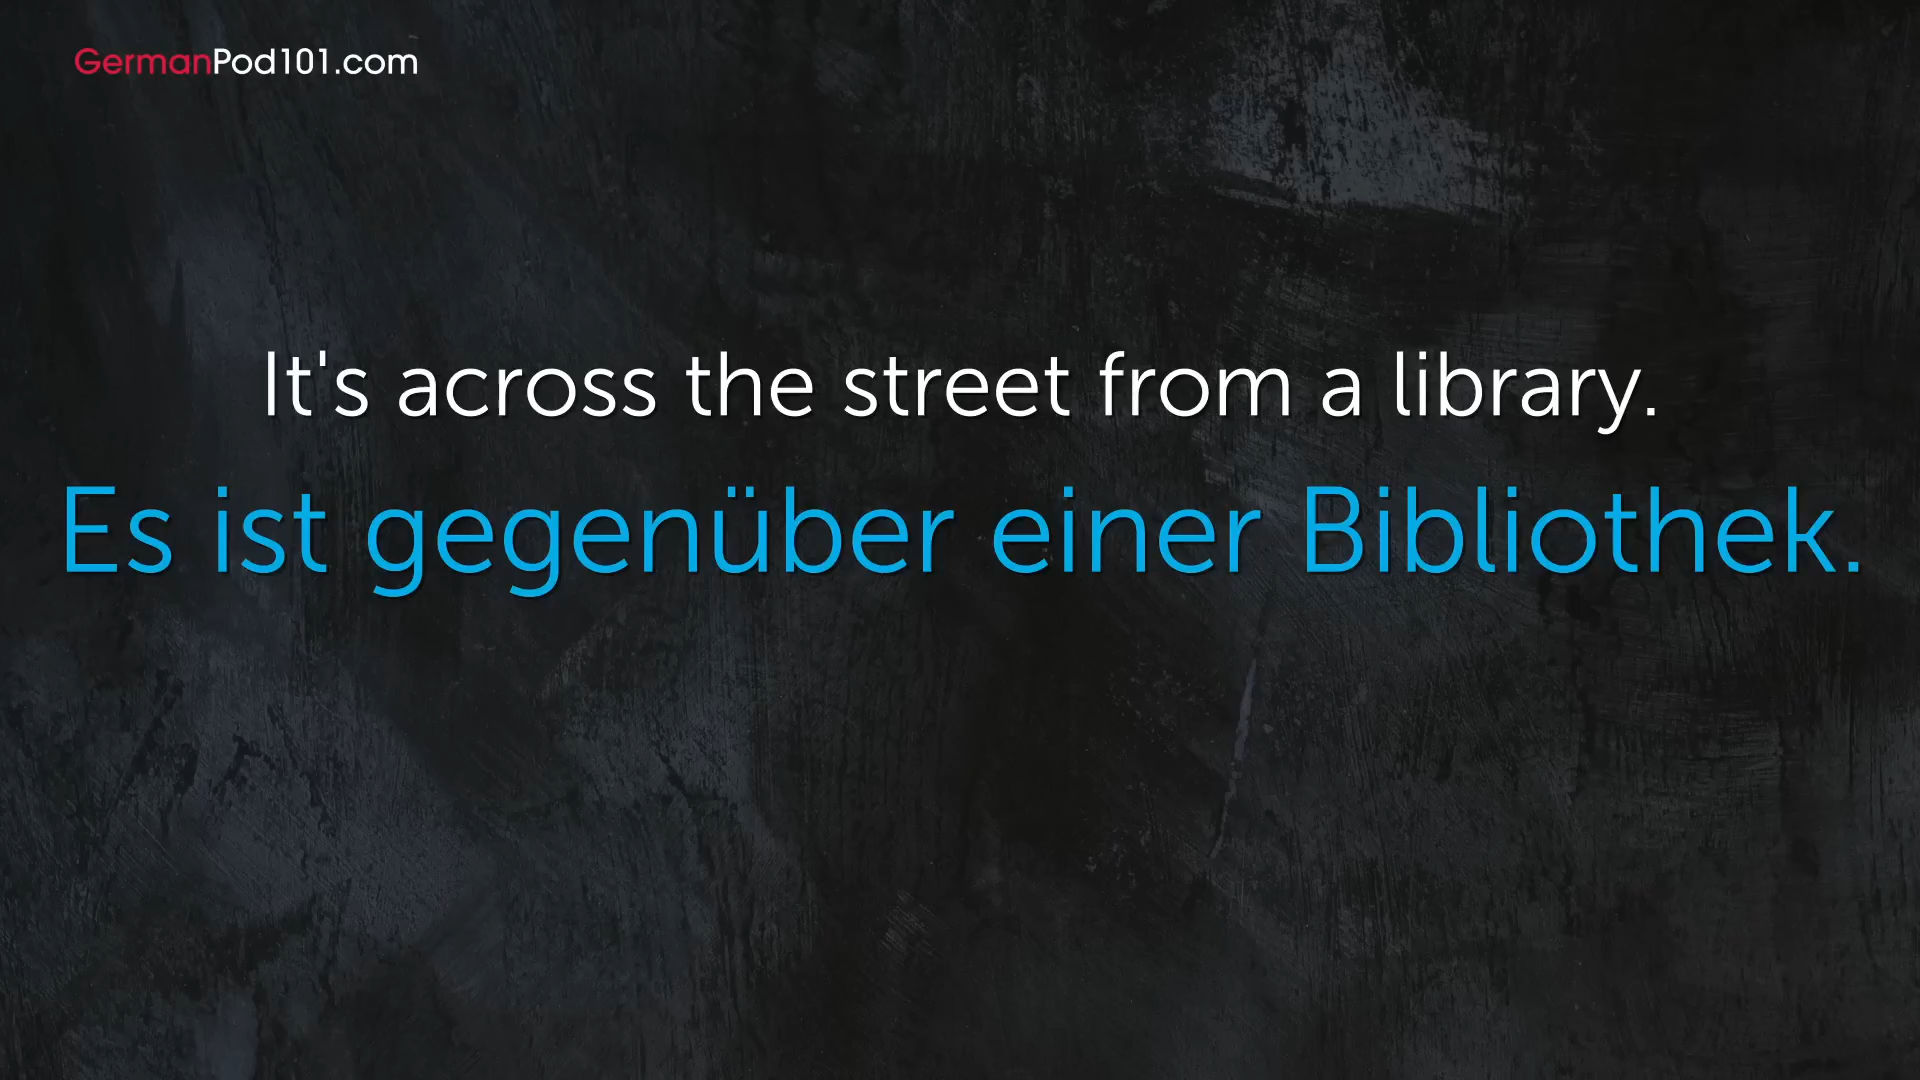 GermanPod101.com
It's across the street from a library.
Es ist gegenüber einer Bibliothek.